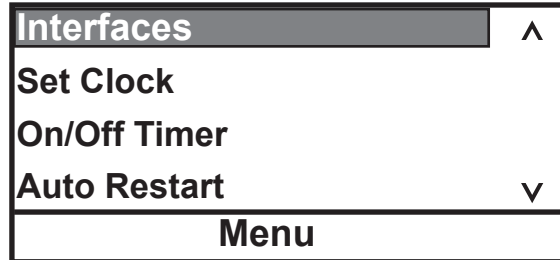 Interfaces
Set Clock
On/Off Timer
Auto Restart
Menu